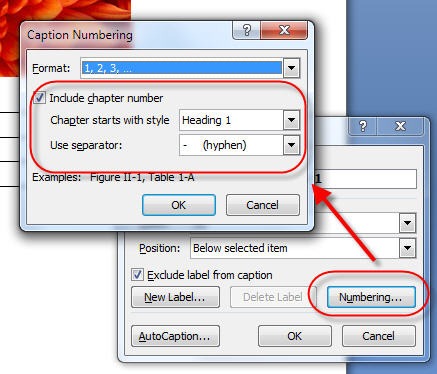 Caption Numbering
Format: 1, 2, 3, ...
Include chapter number
Chapter starts with style Heading 1
Use separator: - (hyphen)
Examples: Figure II-1, Table 1-A
OK Cancel
1
Position: Below selected item
Exclude label from caption
New Label... Delete Label Numbering...
AutoCaption... OK Cancel